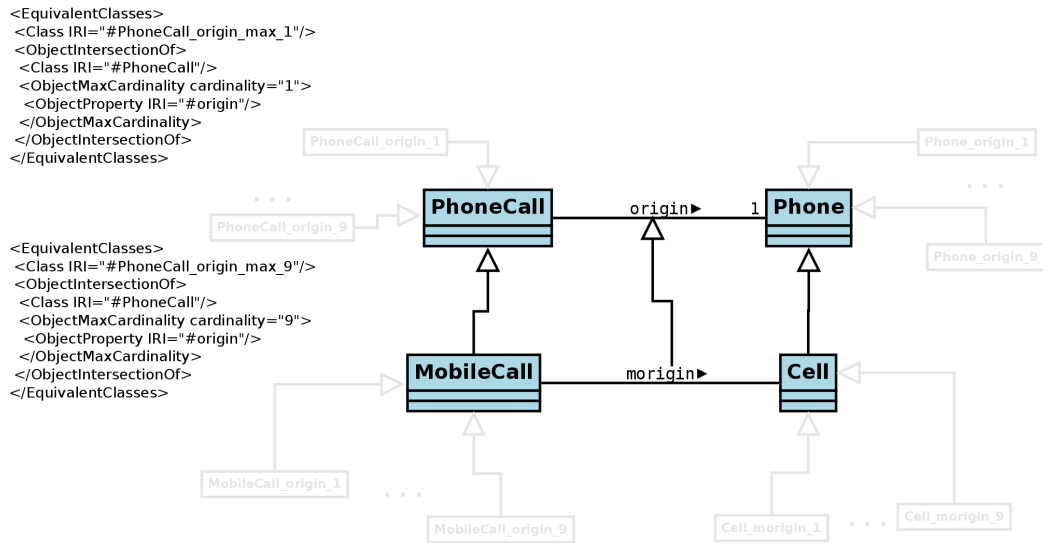 <EquivalentClasses>
<Class IRI="#PhoneCall_origin_max_1"/>
<ObjectIntersectionOf>
<Class IRI="#PhoneCall"/>
<ObjectMaxCardinality cardinality="1">
<ObjectProperty IRI="#origin"/>
</ObjectMaxCardinality>
</ObjectIntersectionOf>
</EquivalentClasses>
PhoneCall_origin_1
Phone_origin_1
. . .
. . .
PhoneCall
origin▶
1
Phone
PhoneCall_origin_9
Phone_origin_9
<EquivalentClasses>
<Class IRI="#PhoneCall_origin_max_9"/>
<ObjectIntersectionOf>
<Class IRI="#PhoneCall"/>
<ObjectMaxCardinality cardinality="9">
<ObjectProperty IRI="#origin"/>
</ObjectMaxCardinality>
</ObjectIntersectionOf>
</EquivalentClasses>
MobileCall
morigin▶
Cell
MobileCall_origin_1
. . .
MobileCall_origin_9
Cell_morigin_1
. . .
Cell_morigin_9